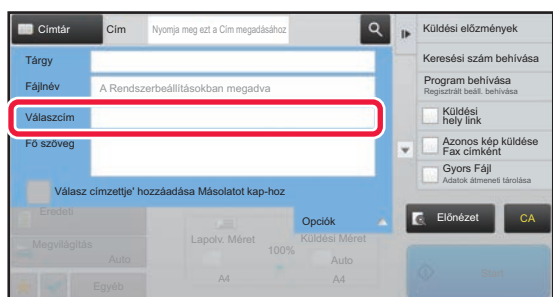 Címtár
Cím
Nyomja meg ezt a Cím megadásához
Tárgy
Fájlnév
A Rendszerbeállításokban megadva
Válaszcím
Fő szöveg
Válasz címzettje' hozzáadása Másolatot kap-hoz
Eredeti
Opciók
Megvilágítás
Auto
Lapolv. Méret
100%
Küldési Méret
Auto
A4
A4
Egyéb
Küldési előzmények
Keresési szám behívása
Program behívása
Regisztrált beáll. behívása
Küldési
hely link
Azonos kép küldése
Fax címként
Gyors Fájl
Adatok átmeneti tárolása
Előnézet
CA
Start